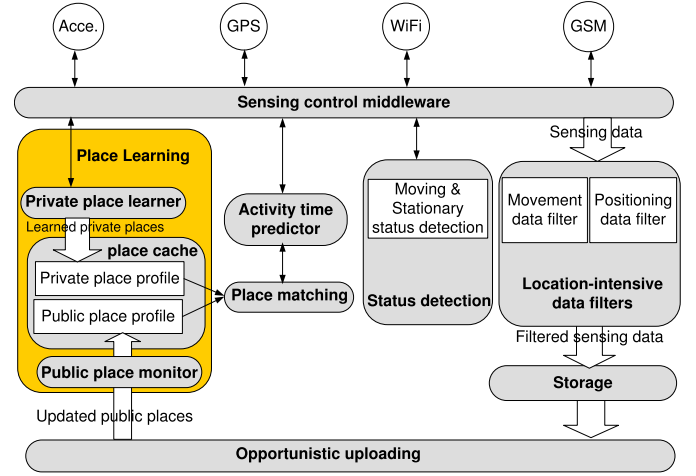 Acce.
GPS
WiFi
GSM
Sensing control middleware
Sensing data
Place Learning
Private place learner
Learned private places
place cache
Private place profile
Public place profile
Public place monitor
Updated public places
Activity time
predictor
Place matching
Moving &
Stationary
status detection
Status detection
Movement
data filter
Positioning
data filter
Location-intensive
data filters
Filtered sensing data
Storage
Opportunistic uploading